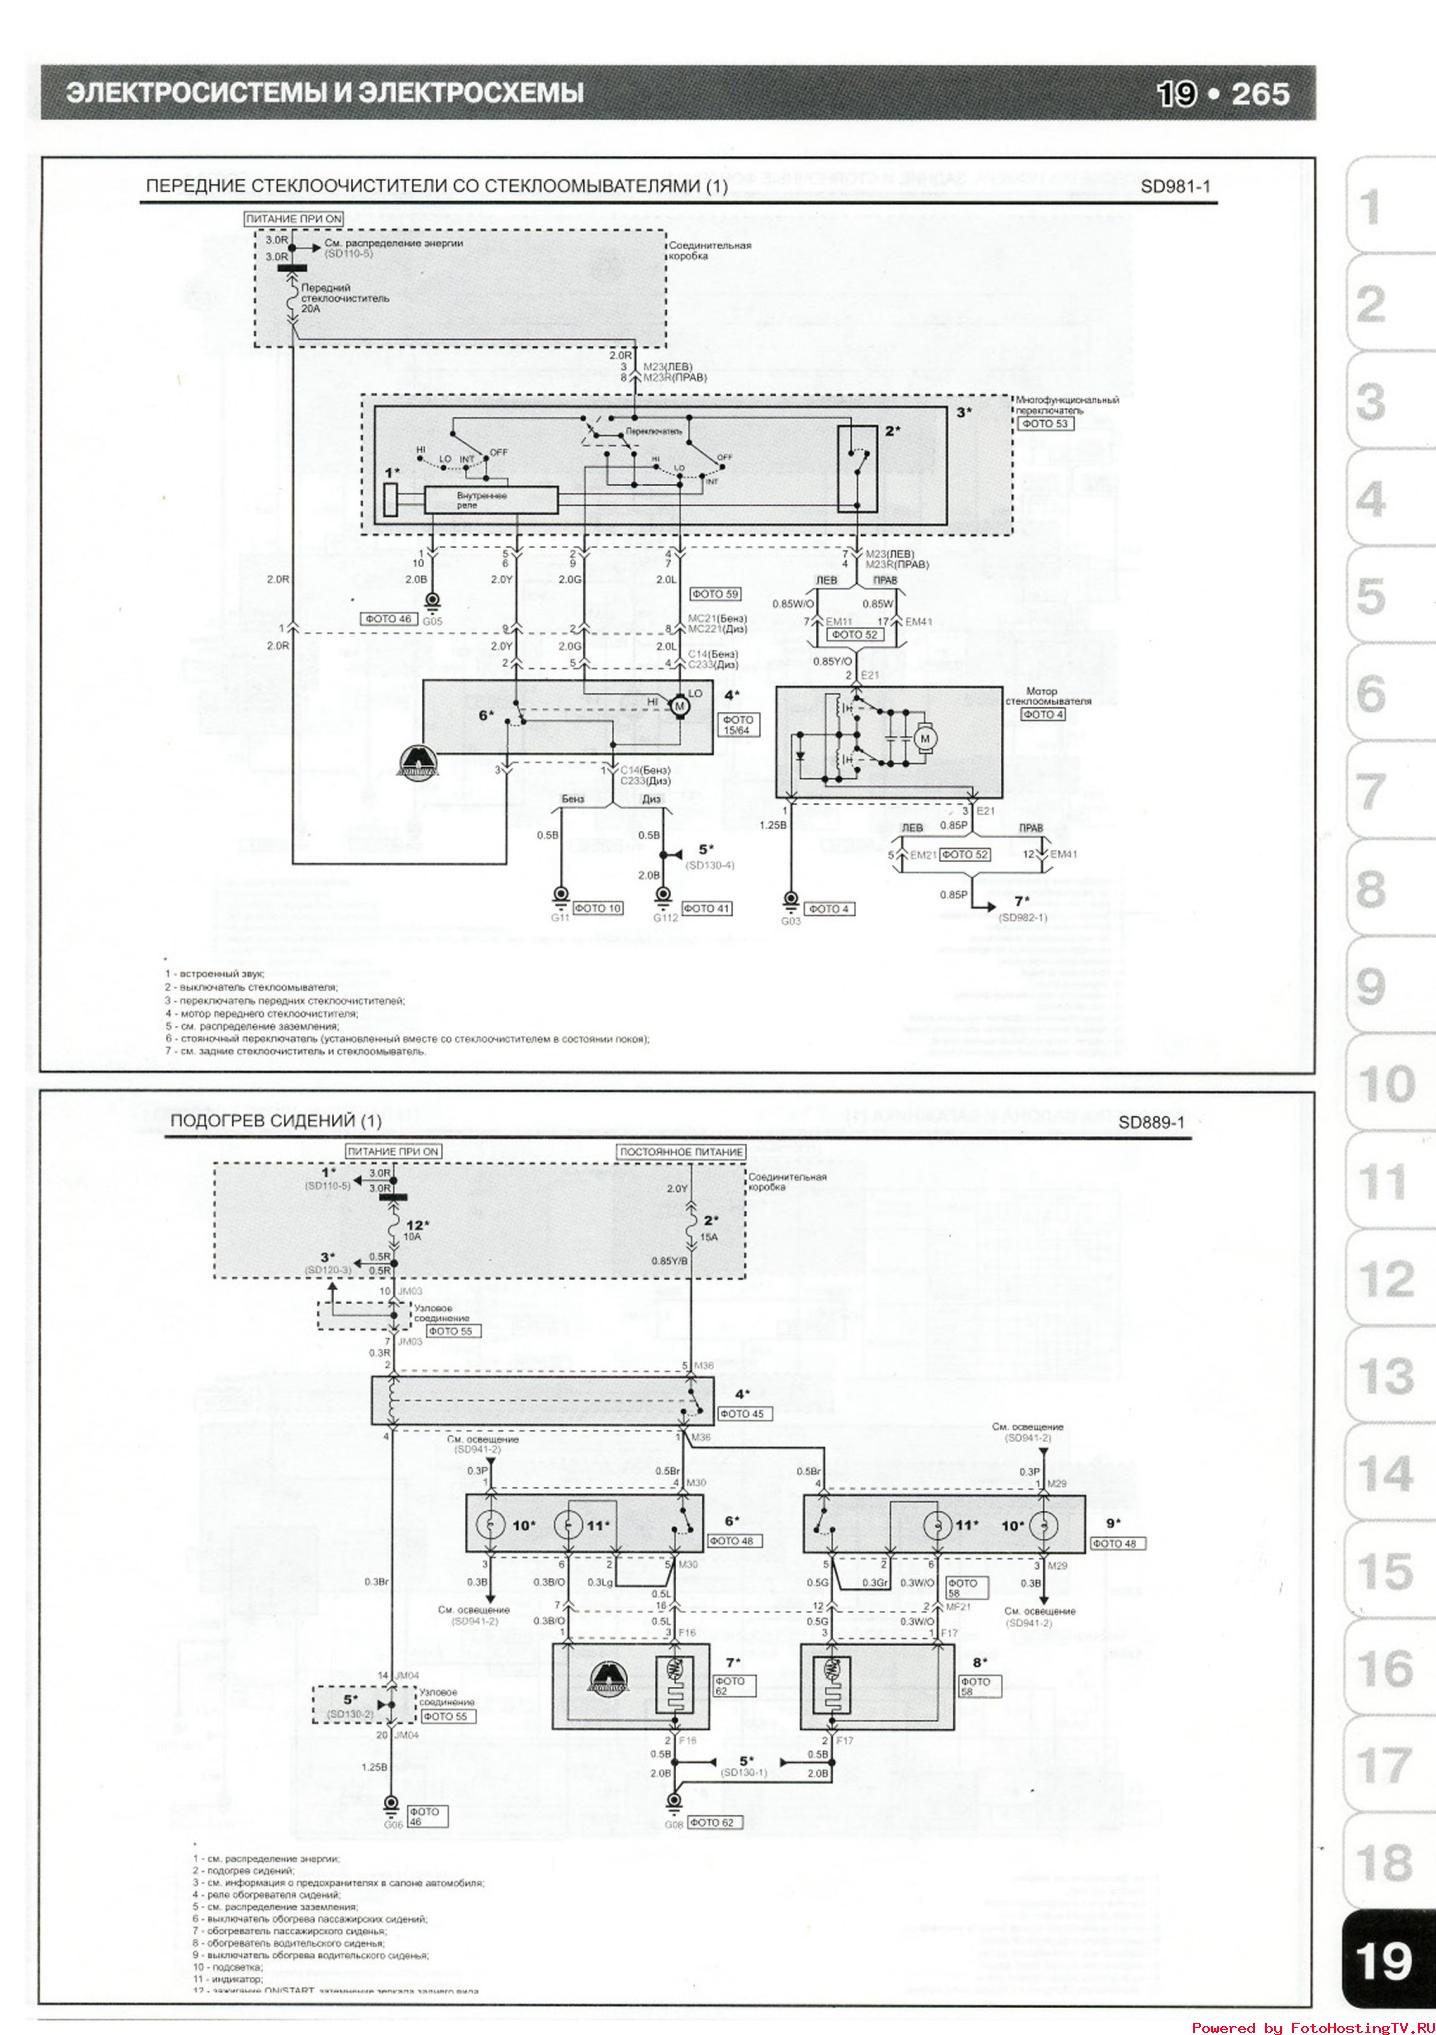 ЭЛЕКТРОСИСТЕМЫ И ЭЛЕКТРОСХЕМЫ
19 • 265
ПЕРЕДНИЕ СТЕКЛООЧИСТИТЕЛИ СО СТЕКЛООМЫВАТЕЛЯМИ (1)
SD981-1
ПИТАНИЕ ПРИ ON
3.0R
См. распределение энергии
(SD110-5)
3.0R
Соединительная
коробка
Передний
стеклоочиститель
20A
2.0R
3 M23(ЛЕВ)
8 M23R(ПРАВ)
Многофункциональный
переключатель
ФОТО 53
3*
2*
Переключатель
HI LO INT OFF
HI LO INT OFF
1*
Внутреннее
реле
1 5 2 4 7 M23(ЛЕВ)
10 6 9 7 4 M23R(ПРАВ)
2.0R 2.0B 2.0Y 2.0G 2.0L
ЛЕВ ПРАВ
ФОТО 59
0.85W/O 0.85W
ФОТО 46 G05
7 EM11 17 EM41
ФОТО 52
1 9 2 8 MC21(Бенз)
MC221(Диз)
2.0R 2.0Y 2.0G 2.0L
2 5 4 C14(Бенз)
C233(Диз)
0.85Y/O
2 E21
HI LO
M
4*
ФОТО
15/64
6*
Мотор
стеклоомывателя
ФОТО 4
M
3 1 C14(Бенз)
C233(Диз)
Бенз Диз
0.5B 0.5B
5*
(SD130-4)
2.0B
G11 ФОТО 10
G112 ФОТО 41
1 3 E21
1.25B 0.85P
ЛЕВ ПРАВ
5 EM21 ФОТО 52 12 EM41
0.85P
7*
(SD982-1)
G03 ФОТО 4
*
1 - встроенный звук;
2 - выключатель стеклоомывателя;
3 - переключатель передних стеклоочистителей;
4 - мотор переднего стеклоочистителя;
5 - см. распределение заземления;
6 - стояночный переключатель (установленный вместе со стеклоочистителем в состоянии покоя);
7 - см. задние стеклоочиститель и стеклоомыватель.
ПОДОГРЕВ СИДЕНИЙ (1)
SD889-1
ПИТАНИЕ ПРИ ON
ПОСТОЯННОЕ ПИТАНИЕ
1*
(SD110-5)
3.0R
3.0R
2.0Y
Соединительная
коробка
12*
10A
2*
15A
3*
(SD120-3)
0.5R
0.5R
0.85Y/B
10 JM03
Узловое
соединение
ФОТО 55
7 JM03
0.3R
2 5 M36
4*
ФОТО 45
4 1 M36
См. освещение
(SD941-2)
См. освещение
(SD941-2)
0.3P 0.5Br 0.5Br 0.3P
1 4 M30 4 1 M29
10* 11* 6*
ФОТО 48
11* 10* 9*
ФОТО 48
3 6 2 5 M30 5 2 6 3 M29
0.3Br 0.3B 0.3B/O 0.3Lg 0.5L 0.5G 0.3Gr 0.3W/O 0.3B
ФОТО
58
См. освещение
(SD941-2)
См. освещение
(SD941-2)
7 16 12 2 MF21
0.3B/O 0.5L 0.5G 0.3W/O
1 3 F16 3 1 F17
7*
ФОТО
62
8*
ФОТО
58
14 JM04
5*
(SD130-2)
Узловое
соединение
ФОТО 55
20 JM04
2 F16 2 F17
0.5B 0.5B
5*
(SD130-1)
2.0B 2.0B
1.25B
G06 ФОТО
46
G08 ФОТО 62
*
1 - см. распределение энергии;
2 - подогрев сидений;
3 - см. информация о предохранителях в салоне автомобиля;
4 - реле обогревателя сидений;
5 - см. распределение заземления;
6 - выключатель обогрева пассажирских сидений;
7 - обогреватель пассажирского сиденья;
8 - обогреватель водительского сиденья;
9 - выключатель обогрева водительского сиденья;
10 - подсветка;
11 - индикатор;
12 - зажигание ON/START, затемнение зеркала заднего вида
1
2
3
4
5
6
7
8
9
10
11
12
13
14
15
16
17
18
19
Powered by FotoHostingTV.RU